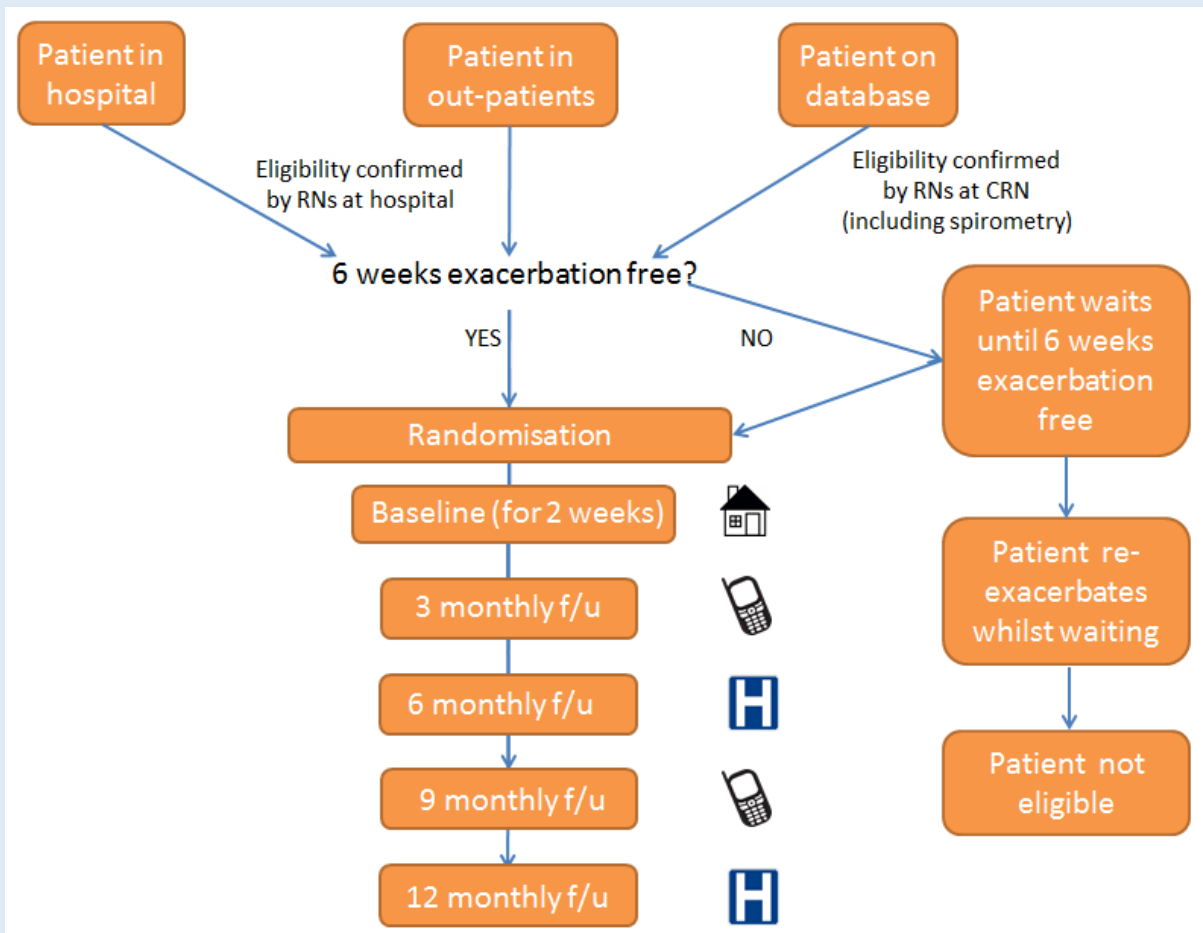 Patient in
hospital
Patient in
out-patients
Patient on
database
Eligibility confirmed
by RNs at hospital
Eligibility confirmed
by RNs at CRN
(including spirometry)
6 weeks exacerbation free?
YES
NO
Patient waits
until 6 weeks
exacerbation
free
Randomisation
Baseline (for 2 weeks)
3 monthly f/u
6 monthly f/u
9 monthly f/u
12 monthly f/u
H
H
Patient re-
exacerbates
whilst waiting
Patient not
eligible